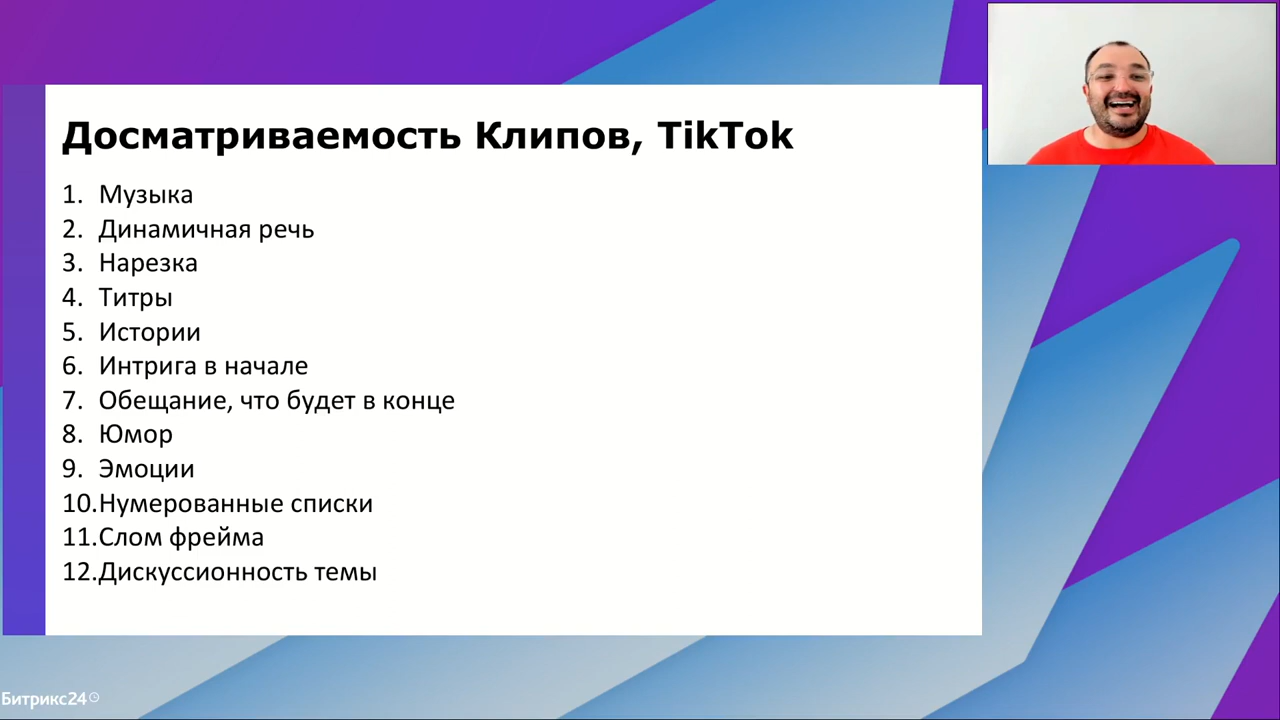 Досматриваемость Клипов, TikTok
1. Музыка
2. Динамичная речь
3. Нарезка
4. Титры
5. Истории
6. Интрига в начале
7. Обещание, что будет в конце
8. Юмор
9. Эмоции
10.Нумерованные списки
11.Слом фрейма
12.Дискуссионность темы
Битрикс24